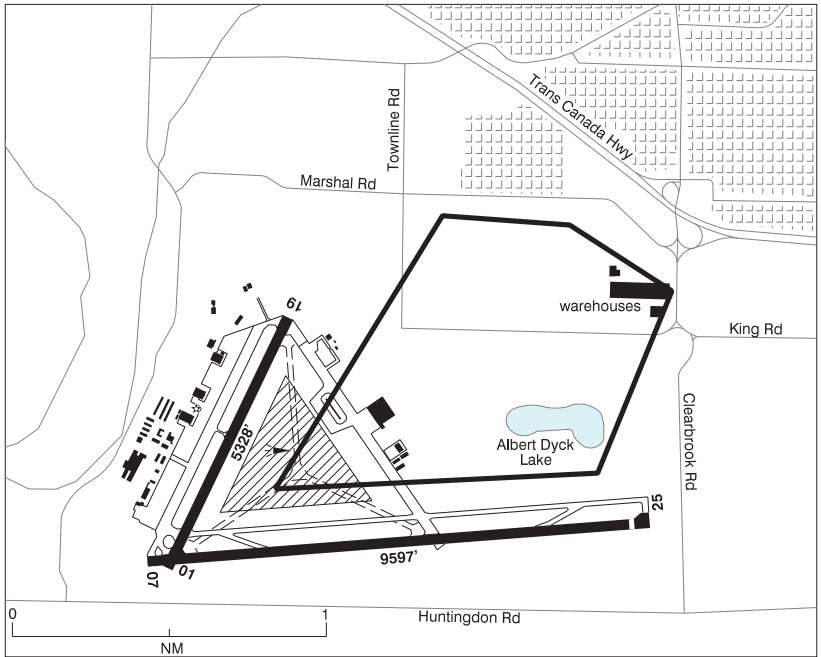 Trans Canada Hwy
Townline Rd
Marshal Rd
warehouses
19
King Rd
5328'
Albert Dyck
Lake
Clearbrook Rd
25
9597'
07
01
Huntingdon Rd
0
1
NM